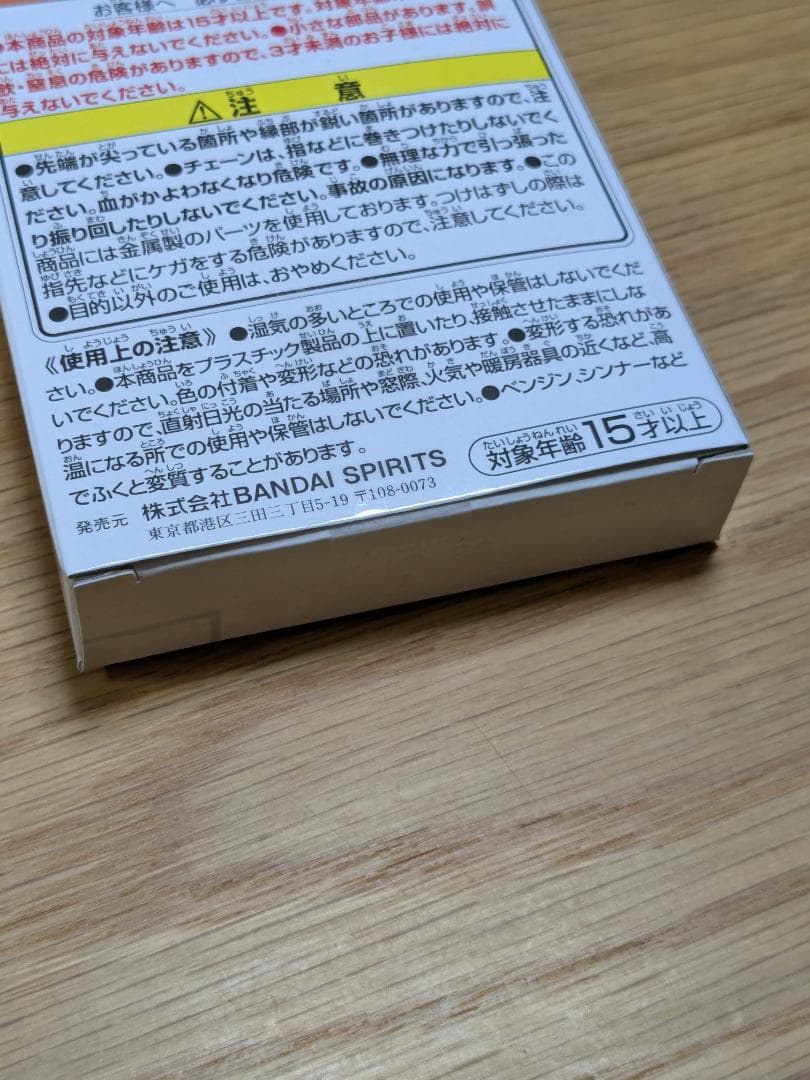 お客様へ 必ず
●本商品の対象年齢は15才以上です。対象年齢
には絶対に与えないでください。●小さな部品があります。誤
飲・窒息の危険がありますので、3才未満のお子様には絶対に
与えないでください。
⚠注 意
●先端が尖っている箇所や縁部が鋭い箇所がありますので、注
意してください。●チェーンは、指などに巻きつけたりしないでく
ださい。血がかよわなくなり危険です。●無理な力で引っ張った
り振り回したりしないでください。事故の原因になります。●この
商品には金属製のパーツを使用しております。つけはずしの際は
指先などにケガをする危険がありますので、注意してください。
●目的以外のご使用は、おやめください。
《使用上の注意》 ●湿気の多いところでの使用や保管はしないでくだ
さい。●本商品をプラスチック製品の上に置いたり、接触させたままにしな
いでください。色の付着や変形などの恐れがあります。●変形する恐れがあ
りますので、直射日光の当たる場所や窓際、火気や暖房器具の近くなど、高
温になる所での使用や保管はしないでください。●ベンジン、シンナーなど
でふくと変質することがあります。
対象年齢15才以上
発売元 株式会社BANDAI SPIRITS
東京都港区三田三丁目5-19 〒108-0073